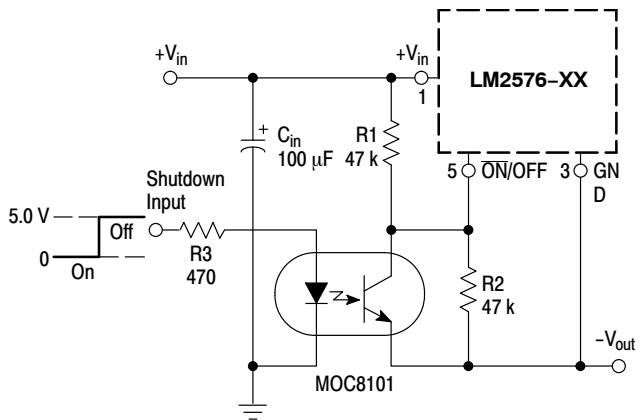 +Vin
+Vin
1
LM2576–XX
Cin
100 µF
+
R1
47 k
5 ON/OFF
3 GN
D
Shutdown
Input
5.0 V
Off
0
On
R3
470
R2
47 k
–Vout
MOC8101